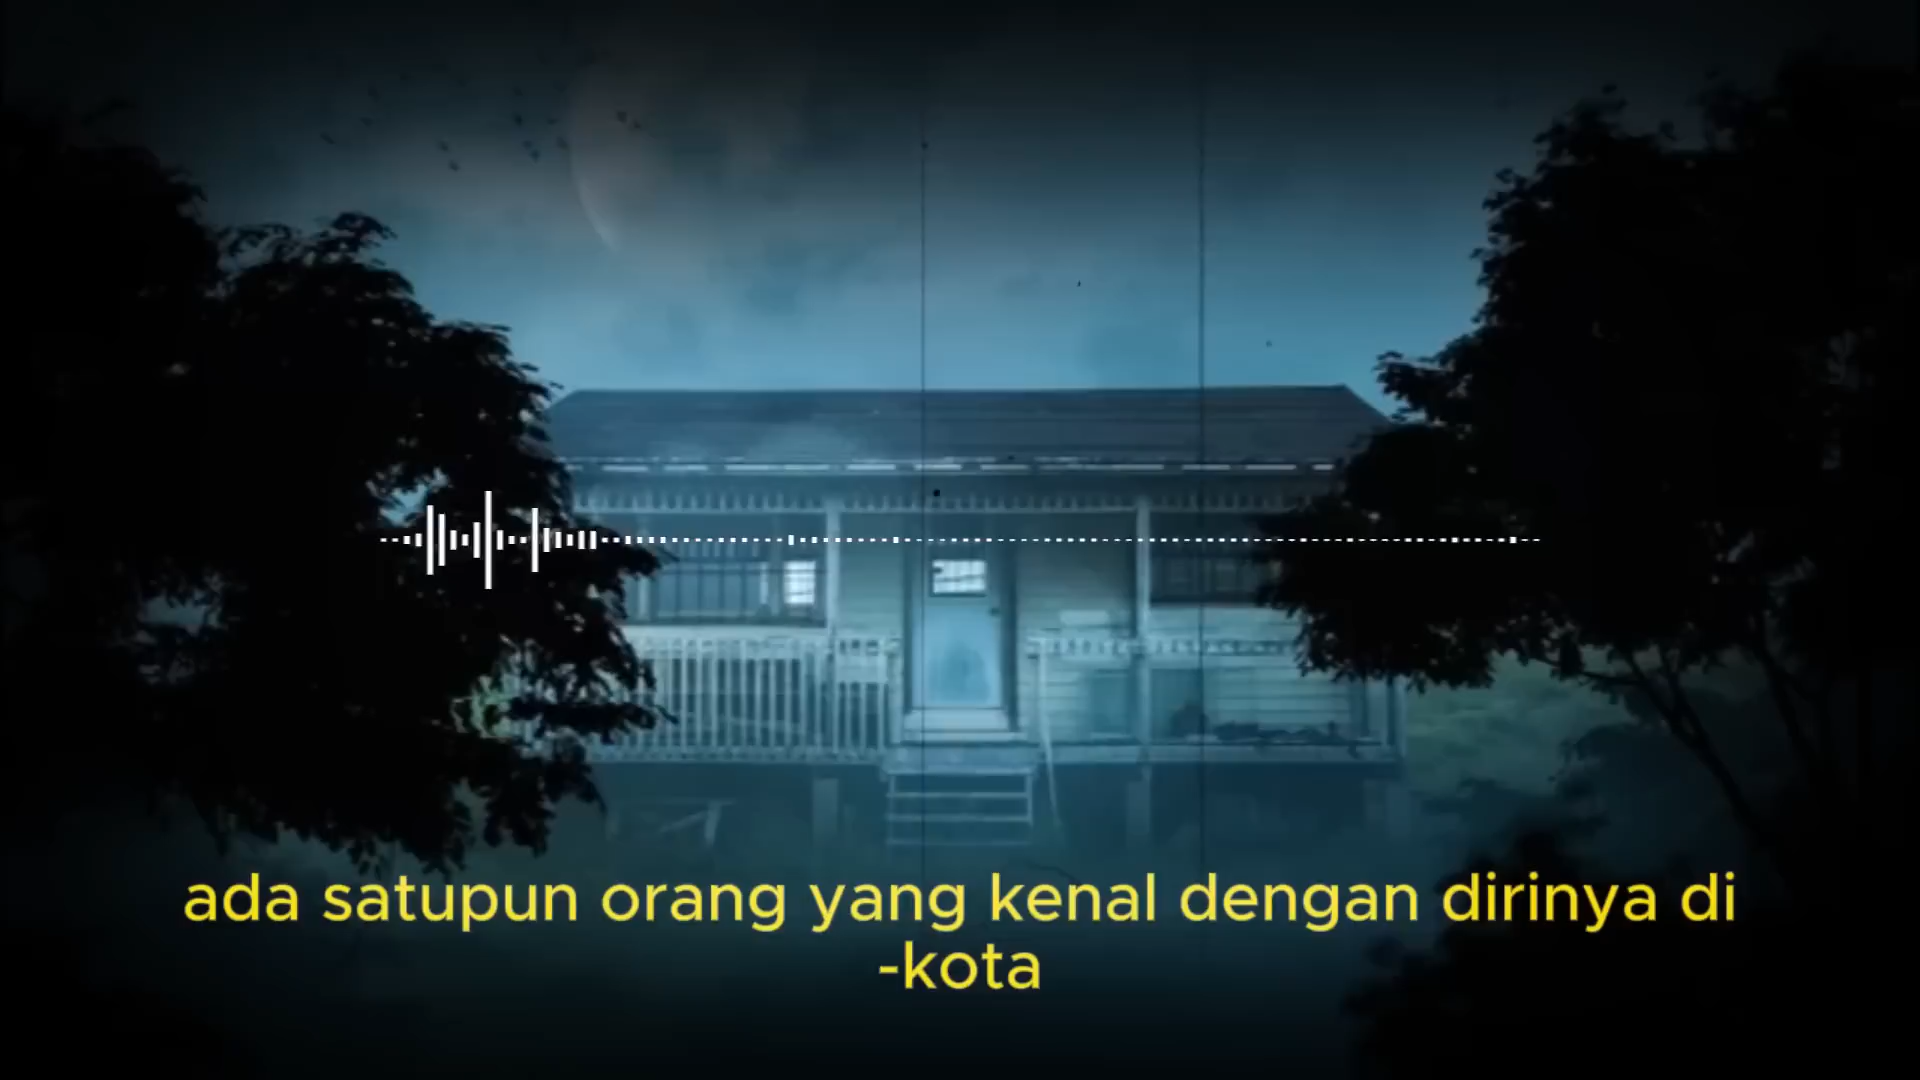 ada satupun orang yang kenal dengan dirinya di
-kota